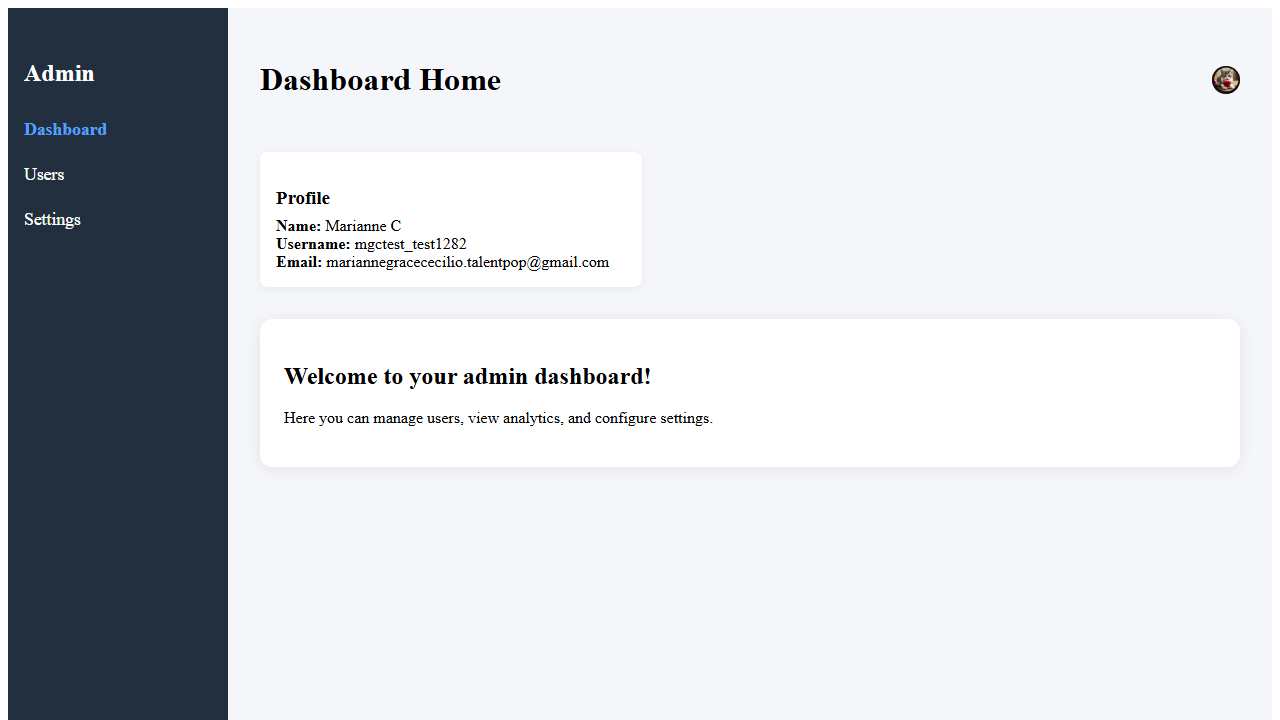 Admin
Dashboard
Users
Settings
Dashboard Home
Profile
Name: Marianne C
Username: mgctest_test1282
Email: mariannegracececilio.talentpop@gmail.com
Welcome to your admin dashboard!
Here you can manage users, view analytics, and configure settings.